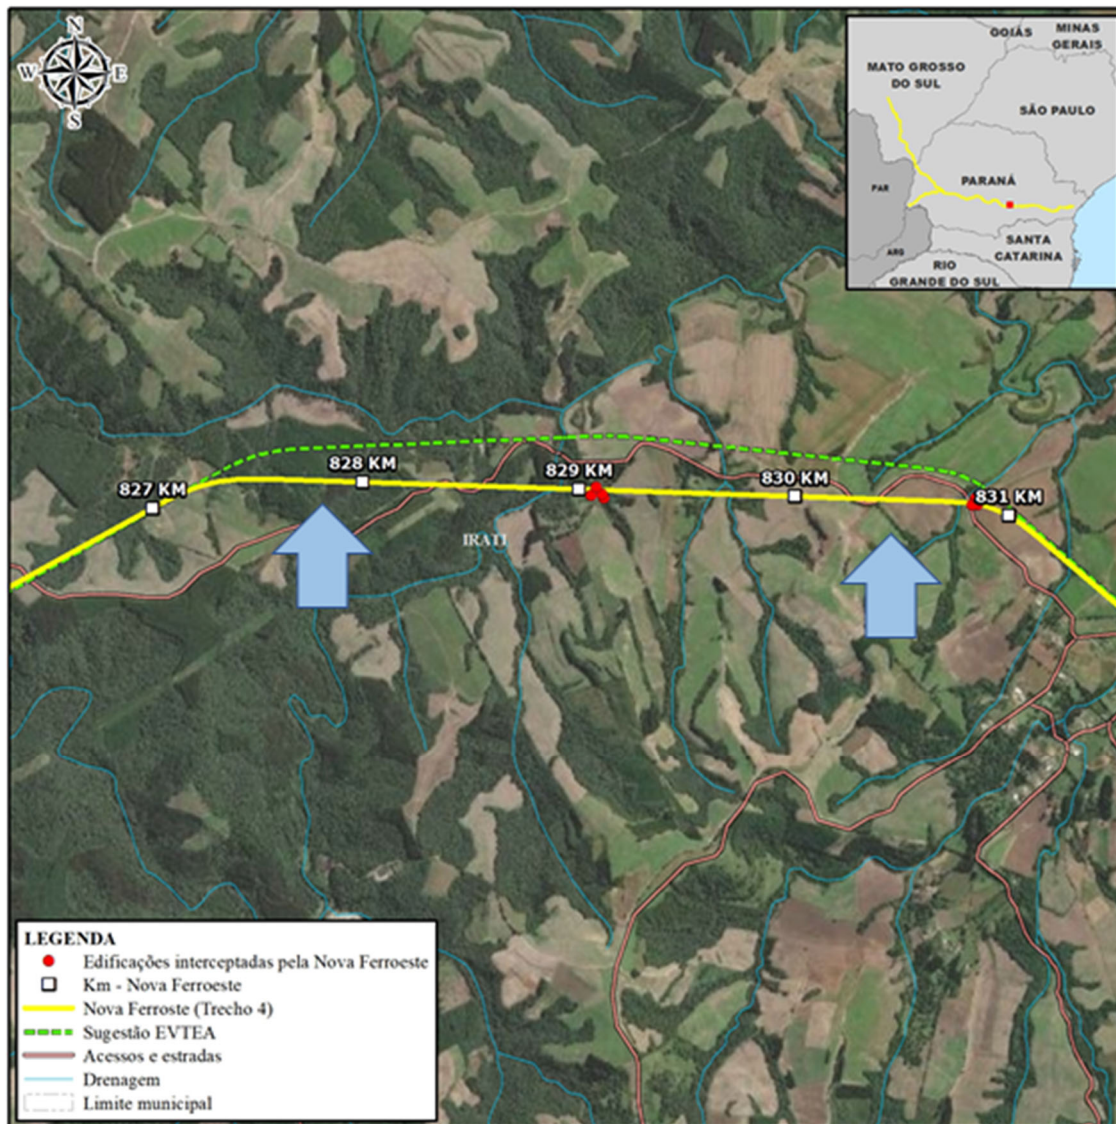 N
W
E
S
GOIÁS
MINAS
GERAIS
MATO GROSSO
DO SUL
SÃO PAULO
PAR
PARANÁ
SANTA
CATARINA
ARG
RIO
GRANDE DO SUL
827 KM
828 KM
829 KM
830 KM
831 KM
IRATI
LEGENDA
Edificações interceptadas pela Nova Ferroeste
Km - Nova Ferroeste
Nova Ferroste (Trecho 4)
Sugestão EVTEA
Acessos e estradas
Drenagem
Limite municipal